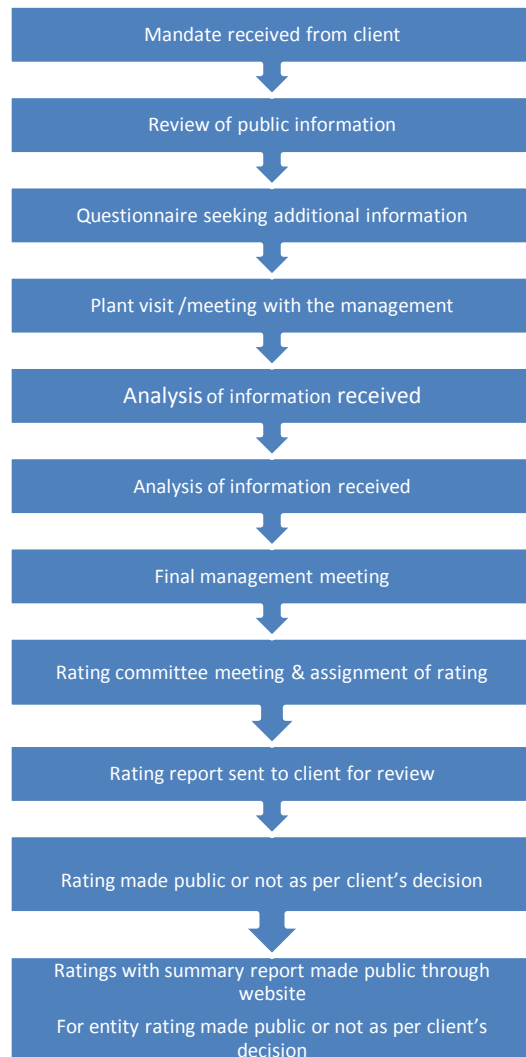 Mandate received from client
Review of public information
Questionnaire seeking additional information
Plant visit /meeting with the management
Analysis of information received
Analysis of information received
Final management meeting
Rating committee meeting & assignment of rating
Rating report sent to client for review
Rating made public or not as per client’s decision
Ratings with summary report made public through
website
For entity rating made public or not as per client’s
decision